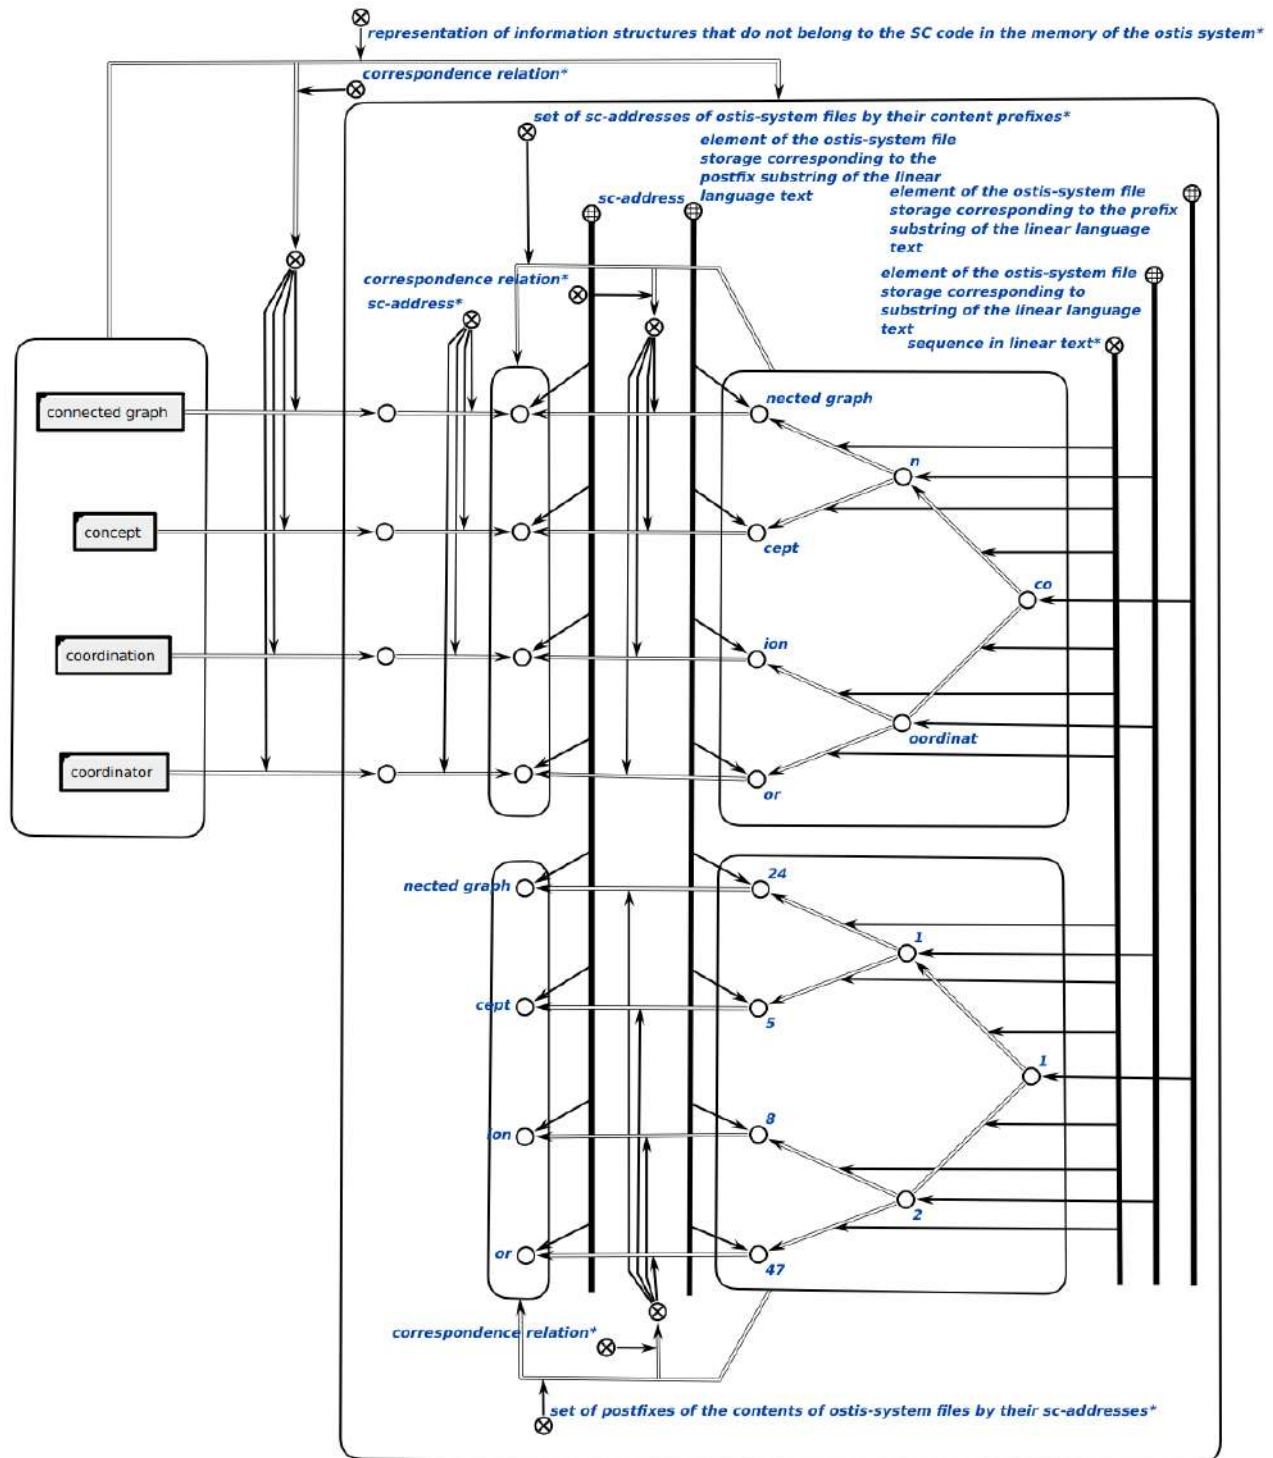 representation of information structures that do not belong to the SC code in the memory of the ostis system*
correspondence relation*
set of sc-addresses of ostis-system files by their content prefixes*
element of the ostis-system file
storage corresponding to the
postfix substring of the linear
language text
sc-address
element of the ostis-system file
storage corresponding to the prefix
substring of the linear language
text
element of the ostis-system file
storage corresponding to
substring of the linear language
text
sequence in linear text*
correspondence relation*
sc-address*
connected graph
nected graph
n
concept
cept
co
coordination
ion
oordinat
coordinator
or
nected graph
24
1
cept
5
1
ion
8
2
or
47
correspondence relation*
set of postfixes of the contents of ostis-system files by their sc-addresses*